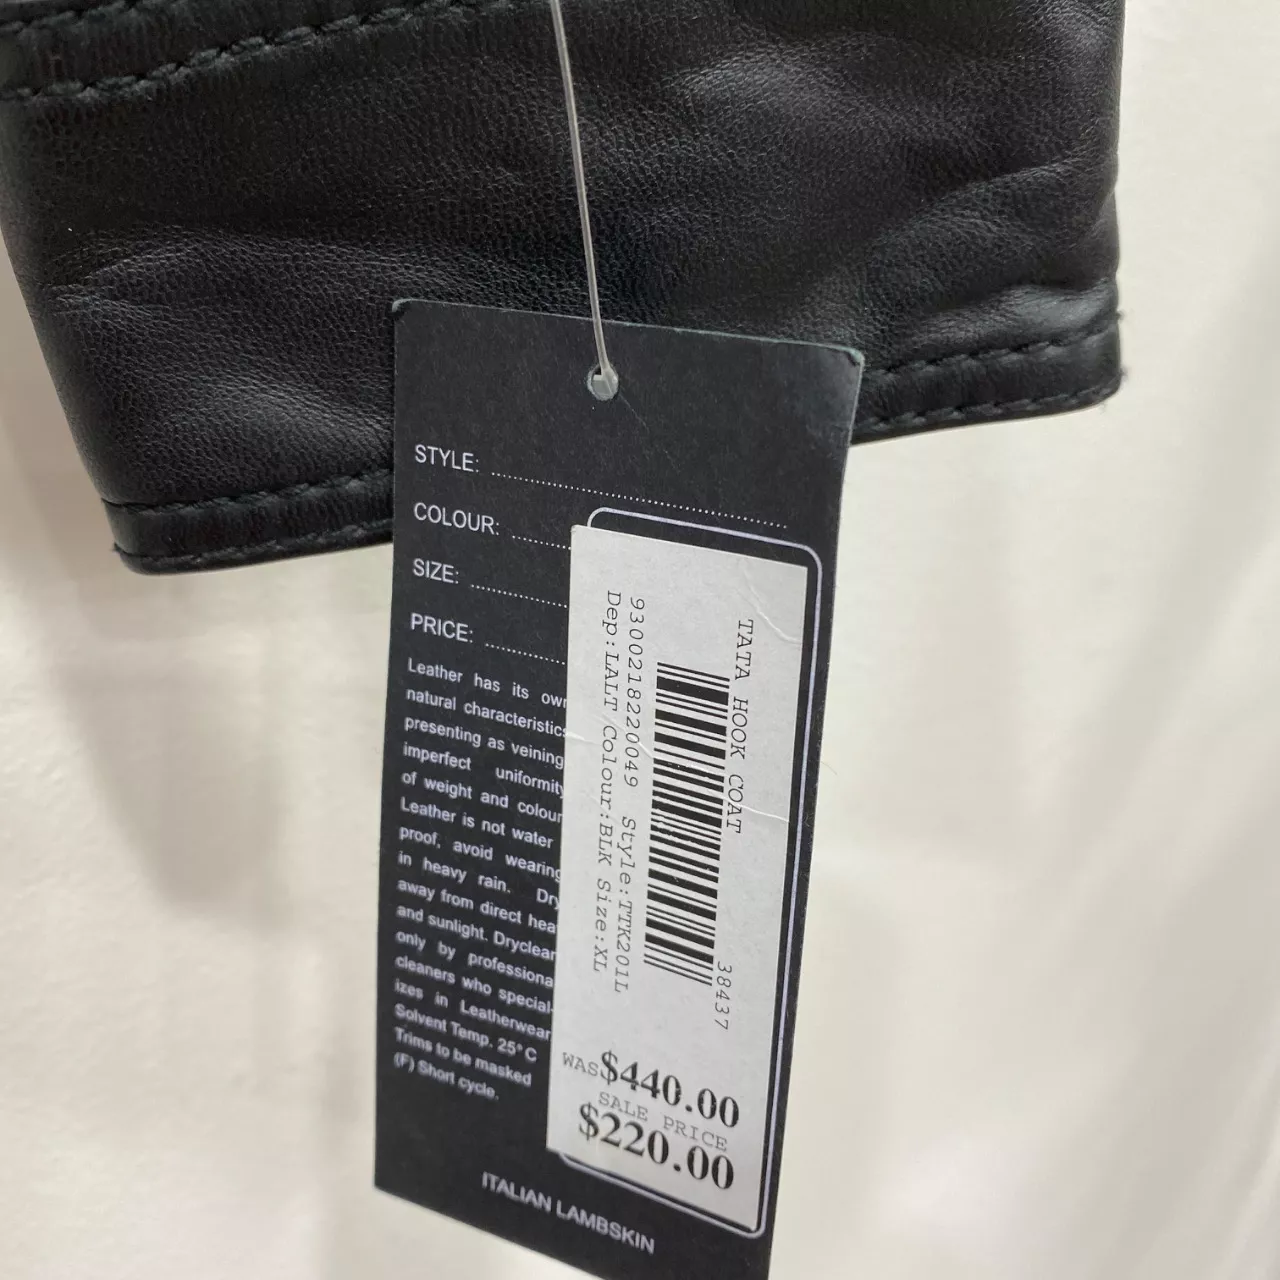 STYLE:
COLOUR:
SIZE:
PRICE:
Leather has its own
natural characteristics
presenting as veining
imperfect uniformity
of weight and colour
Leather is not water
proof, avoid wearing
in heavy rain. Dry
away from direct hea
and sunlight. Dryclean
only by professiona
cleaners who special-
izes in Leatherwear
Solvent Temp. 25°C
Trims to be masked
(F) Short cycle.
ITALIAN LAMBSKIN
TATA HOOK COAT
38437
9300218220049 Style:TTK201L
Dep:LALT Colour:BLK Size:XL
WAS$440.00
SALE PRICE
$220.00